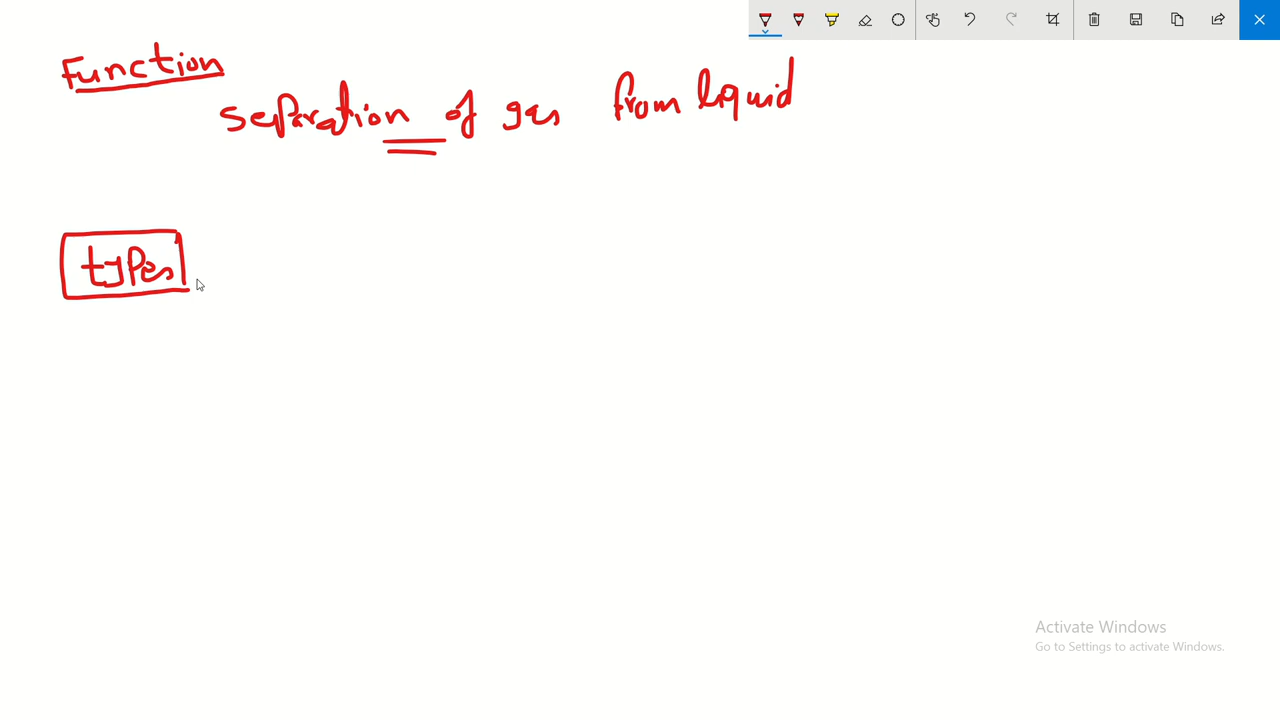 Function
separation of gas from liquid
types
Activate Windows
Go to Settings to activate Windows.